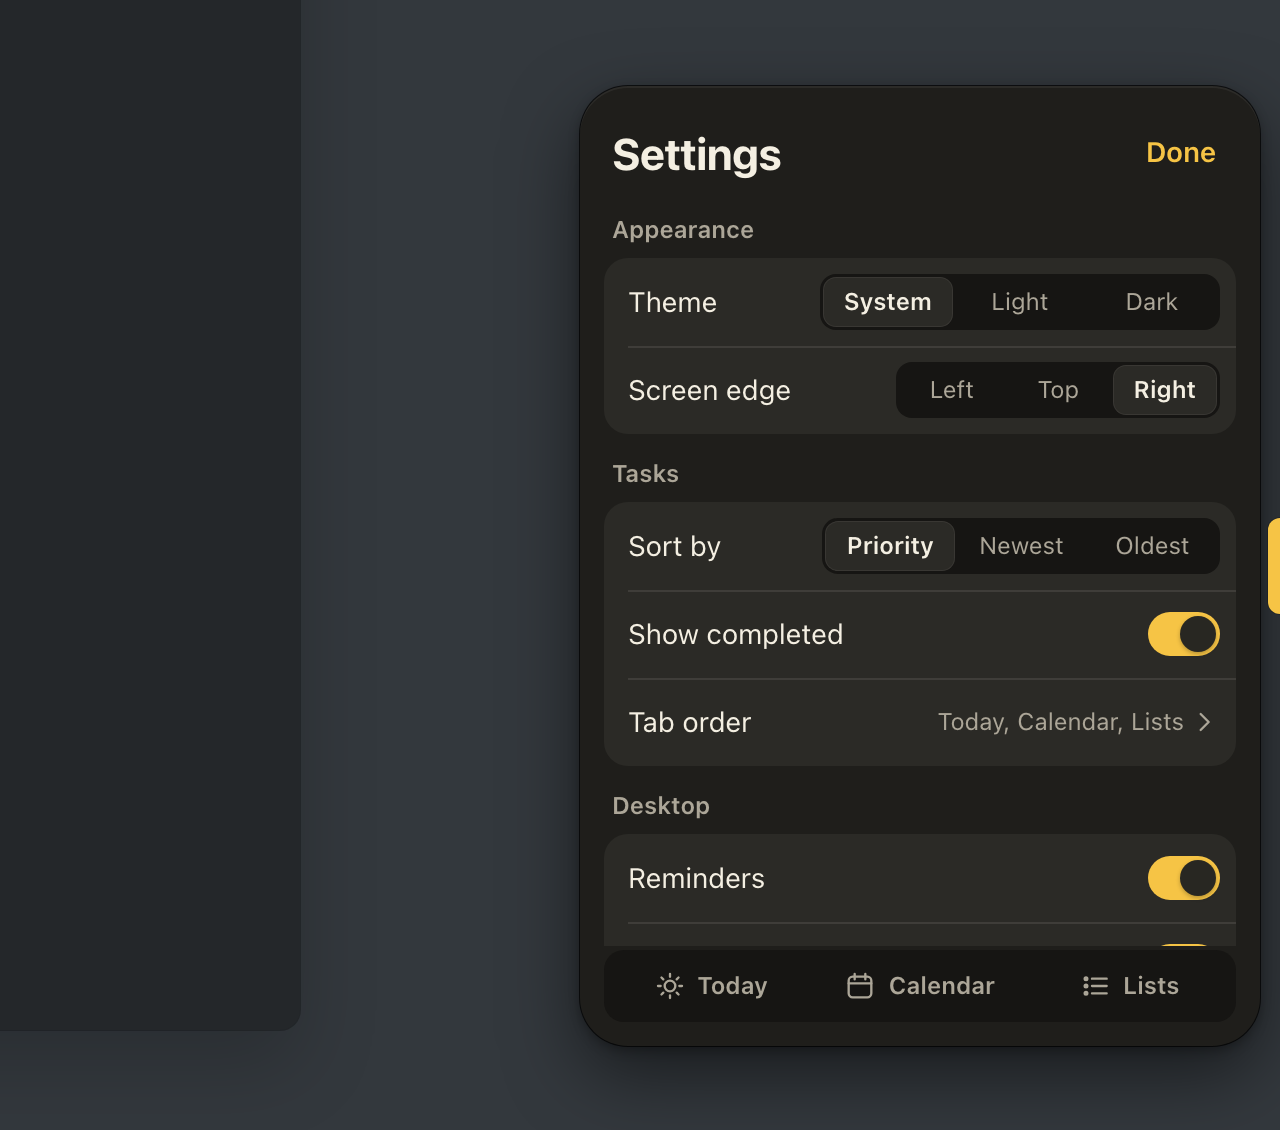 Settings
Done
Appearance
Theme
System Light Dark
Screen edge
Left Top Right
Tasks
Sort by
Priority Newest Oldest
Show completed
Tab order
Today, Calendar, Lists
Desktop
Reminders
Today Calendar Lists